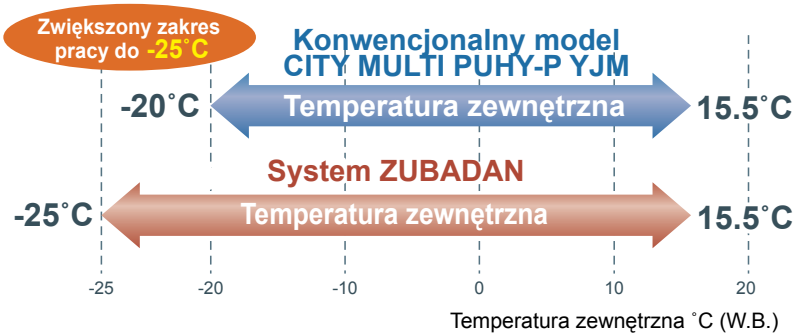 Zwiększony zakres
pracy do -25˚C
Konwencjonalny model
CITY MULTI PUHY-P YJM
-20˚C
Temperatura zewnętrzna
15.5˚C
System ZUBADAN
-25˚C
Temperatura zewnętrzna
15.5˚C
-25 -20 -10 0 10 20
Temperatura zewnętrzna ˚C (W.B.)